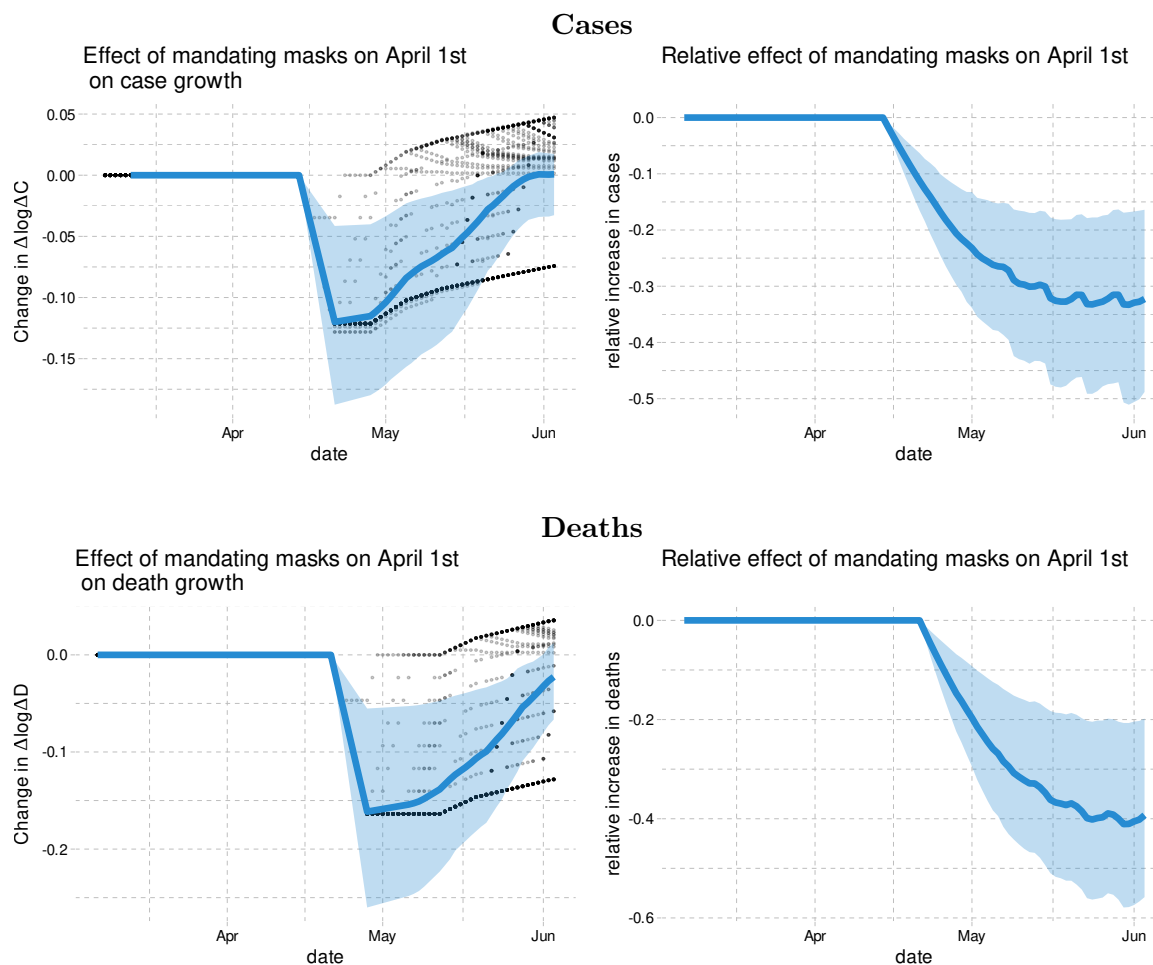 Cases
Effect of mandating masks on April 1st
on case growth
Change in ΔlogΔC
0.05
0.00
-0.05
-0.10
-0.15
Apr
May
Jun
date
Relative effect of mandating masks on April 1st
relative increase in cases
0.0
-0.1
-0.2
-0.3
-0.4
-0.5
Apr
May
Jun
date
Deaths
Effect of mandating masks on April 1st
on death growth
Change in ΔlogΔD
0.0
-0.1
-0.2
Apr
May
Jun
date
Relative effect of mandating masks on April 1st
relative increase in deaths
0.0
-0.2
-0.4
-0.6
Apr
May
Jun
date